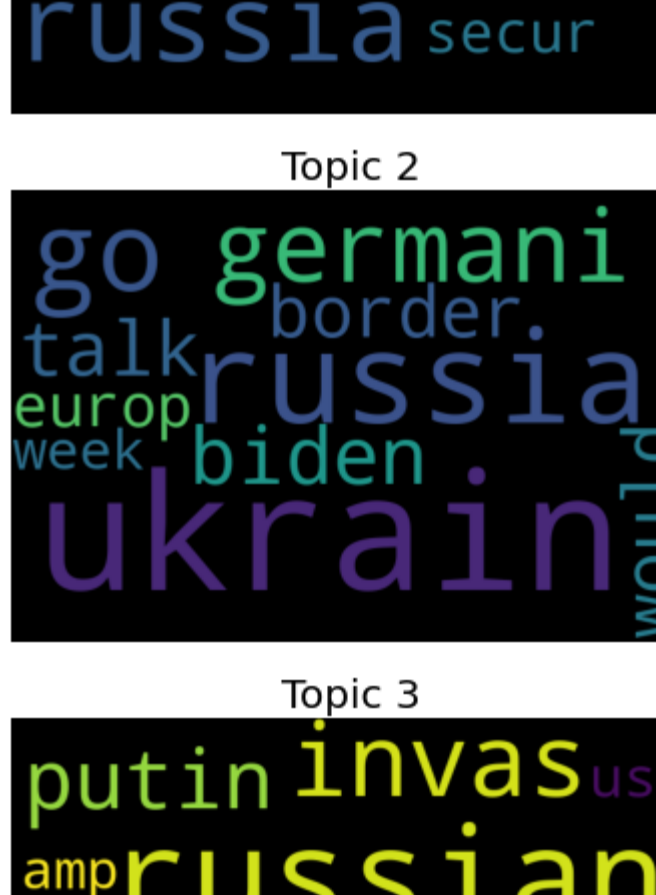 russia secur
Topic 2
go germani
border
talk
russia
europ
week biden
would
ukrain
Topic 3
putin invas us
amp russian